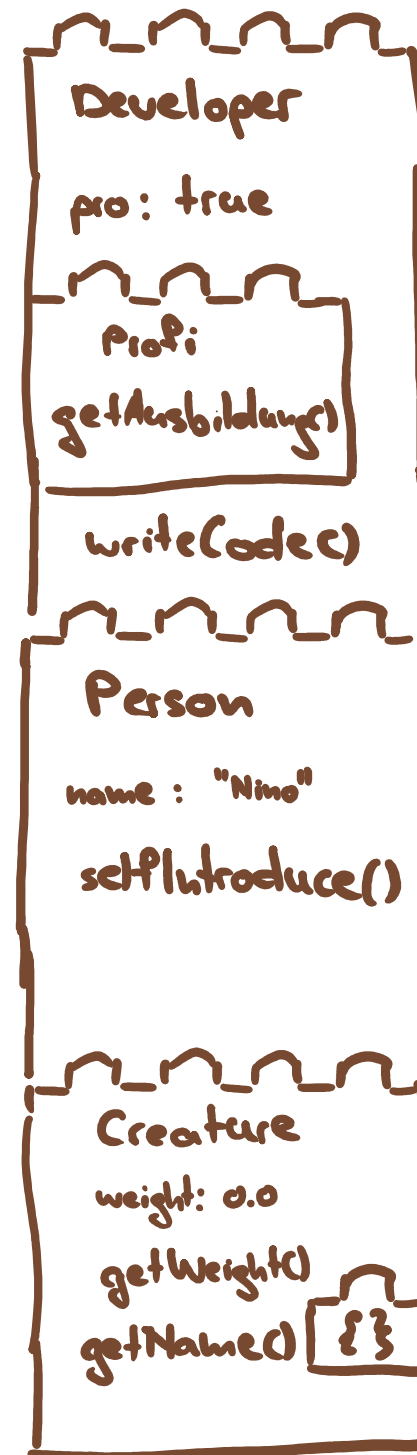 Developer
pro: true
Profi
getAusbildung()
writeCode()
Person
name: "Nino"
selfIntroduce()
Creature
weight: 0.0
getWeight()
getName() {}